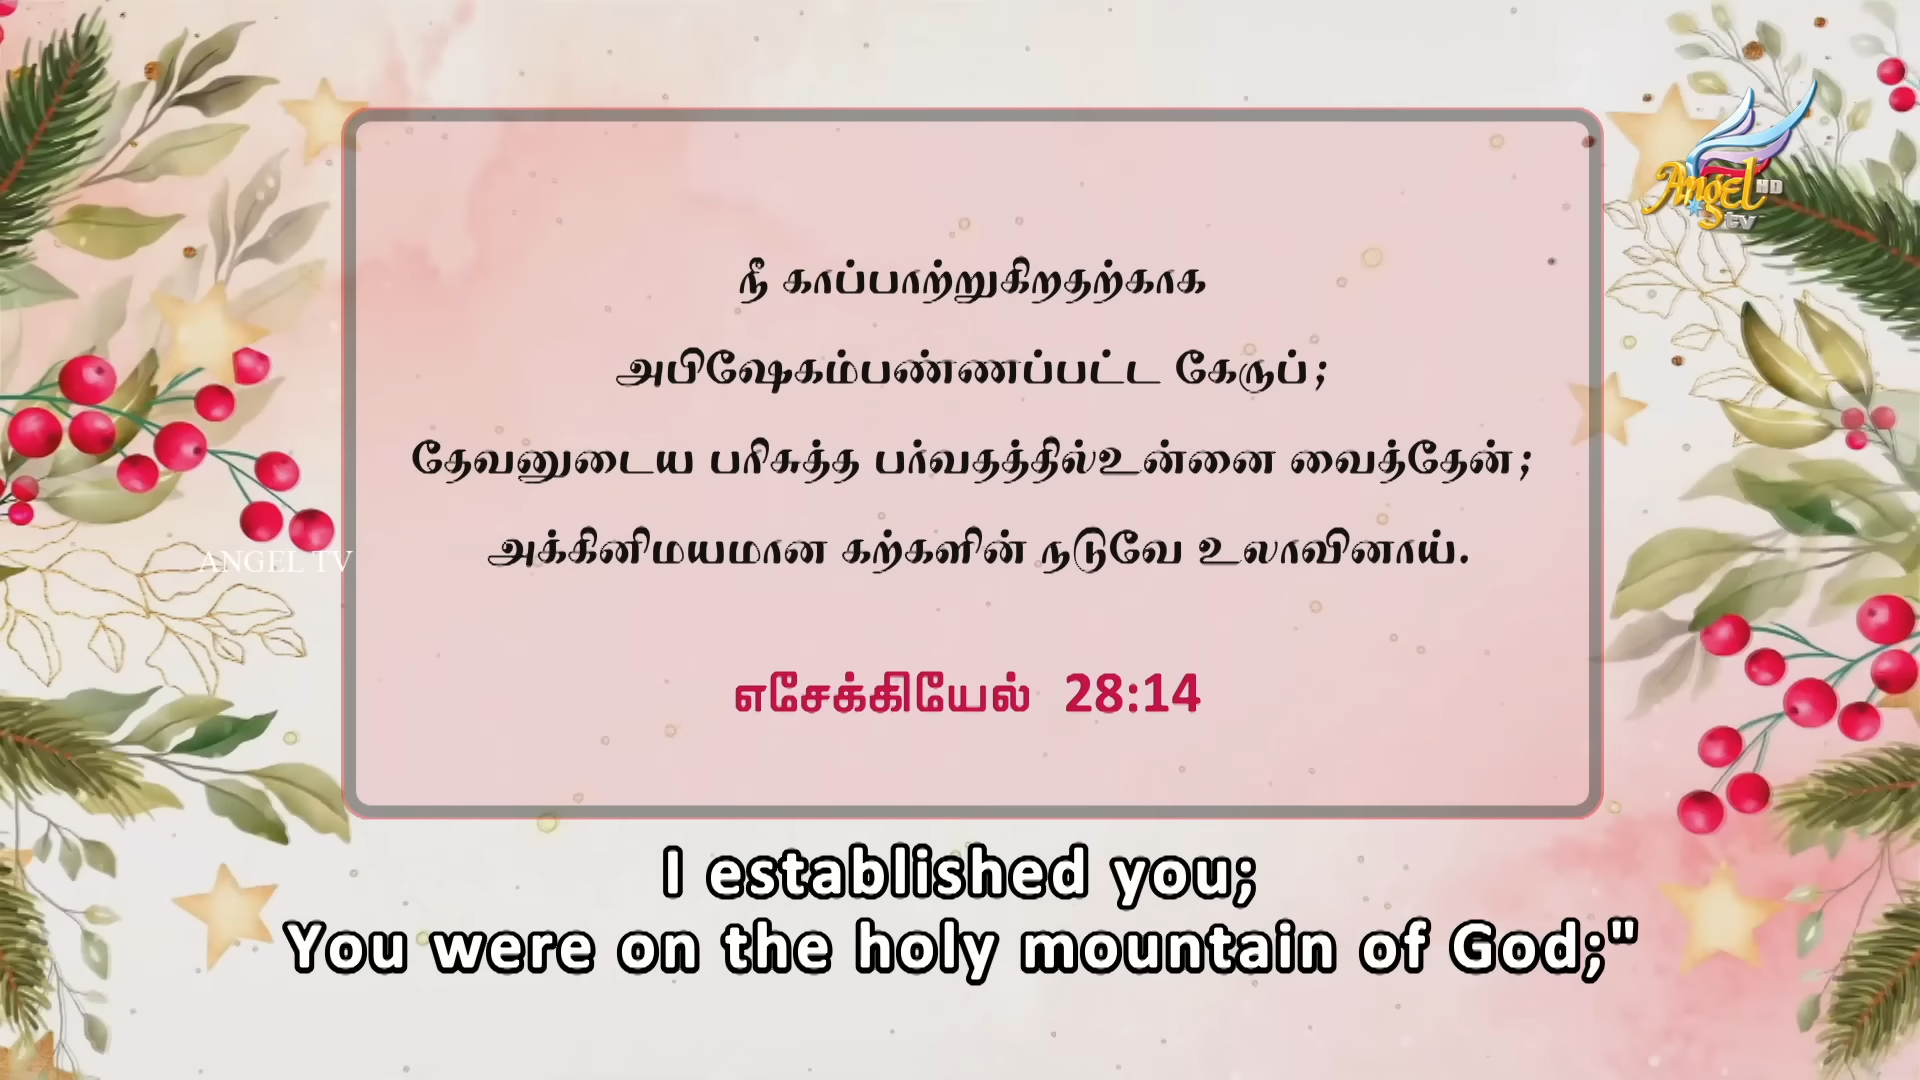 Angel HD
tv
நீ காப்பாற்றுகிறதற்காக
அபிஷேகம்பண்ணப்பட்ட கேருப்;
தேவனுடைய பரிசுத்த பர்வதத்தில்உன்னை வைத்தேன்;
அக்கினிமயமான கற்களின் நடுவே உலாவினாய்.
ANGEL TV
எசேக்கியேல் 28:14
I established you;
You were on the holy mountain of God;"